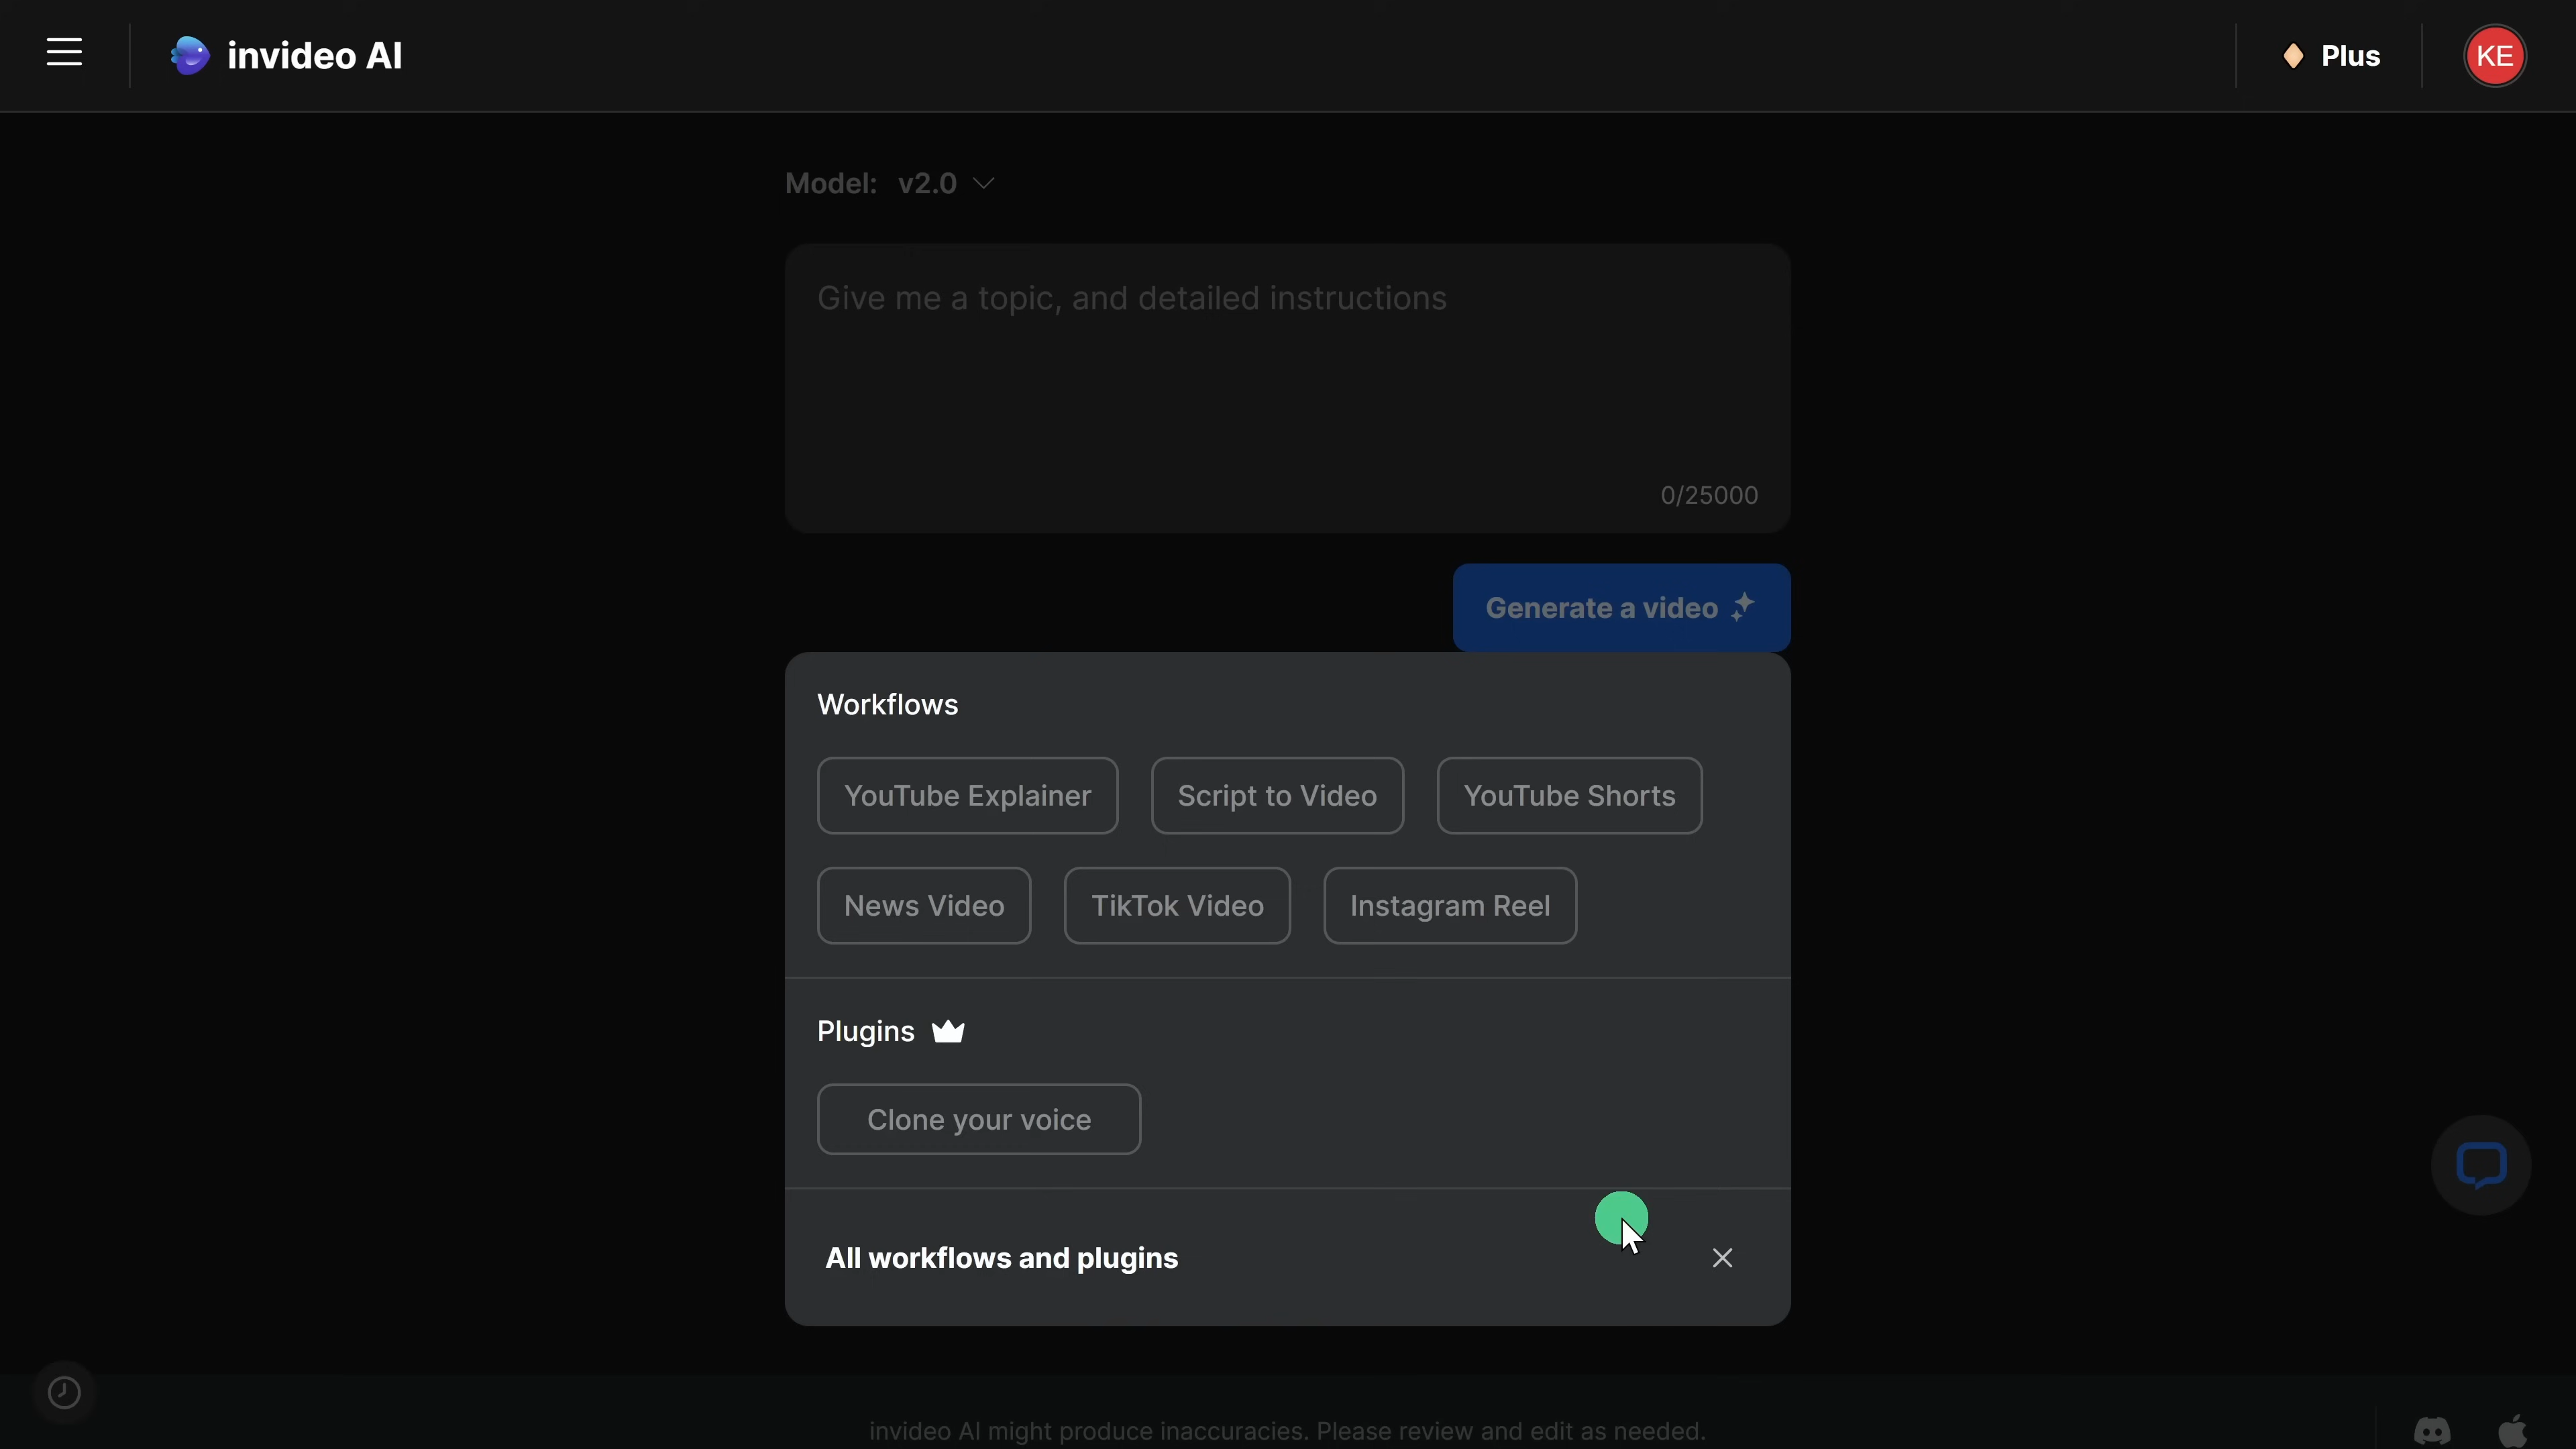 invideo AI
Plus
KE
Model: v2.0
Give me a topic, and detailed instructions
0/25000
Generate a video
Workflows
YouTube Explainer
Script to Video
YouTube Shorts
News Video
TikTok Video
Instagram Reel
Plugins
Clone your voice
All workflows and plugins
invideo AI might produce inaccuracies. Please review and edit as needed.